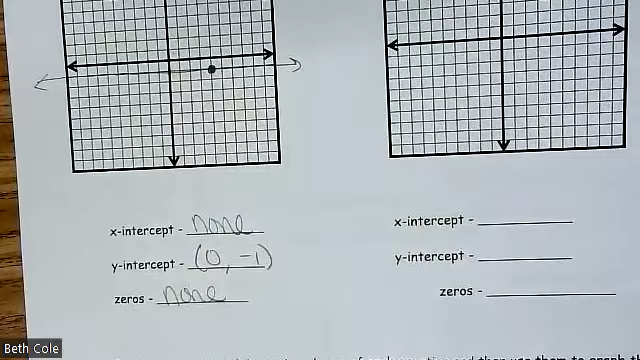 x-intercept - none
y-intercept - (0, -1)
zeros - none
x-intercept -
y-intercept -
zeros -
Beth Cole